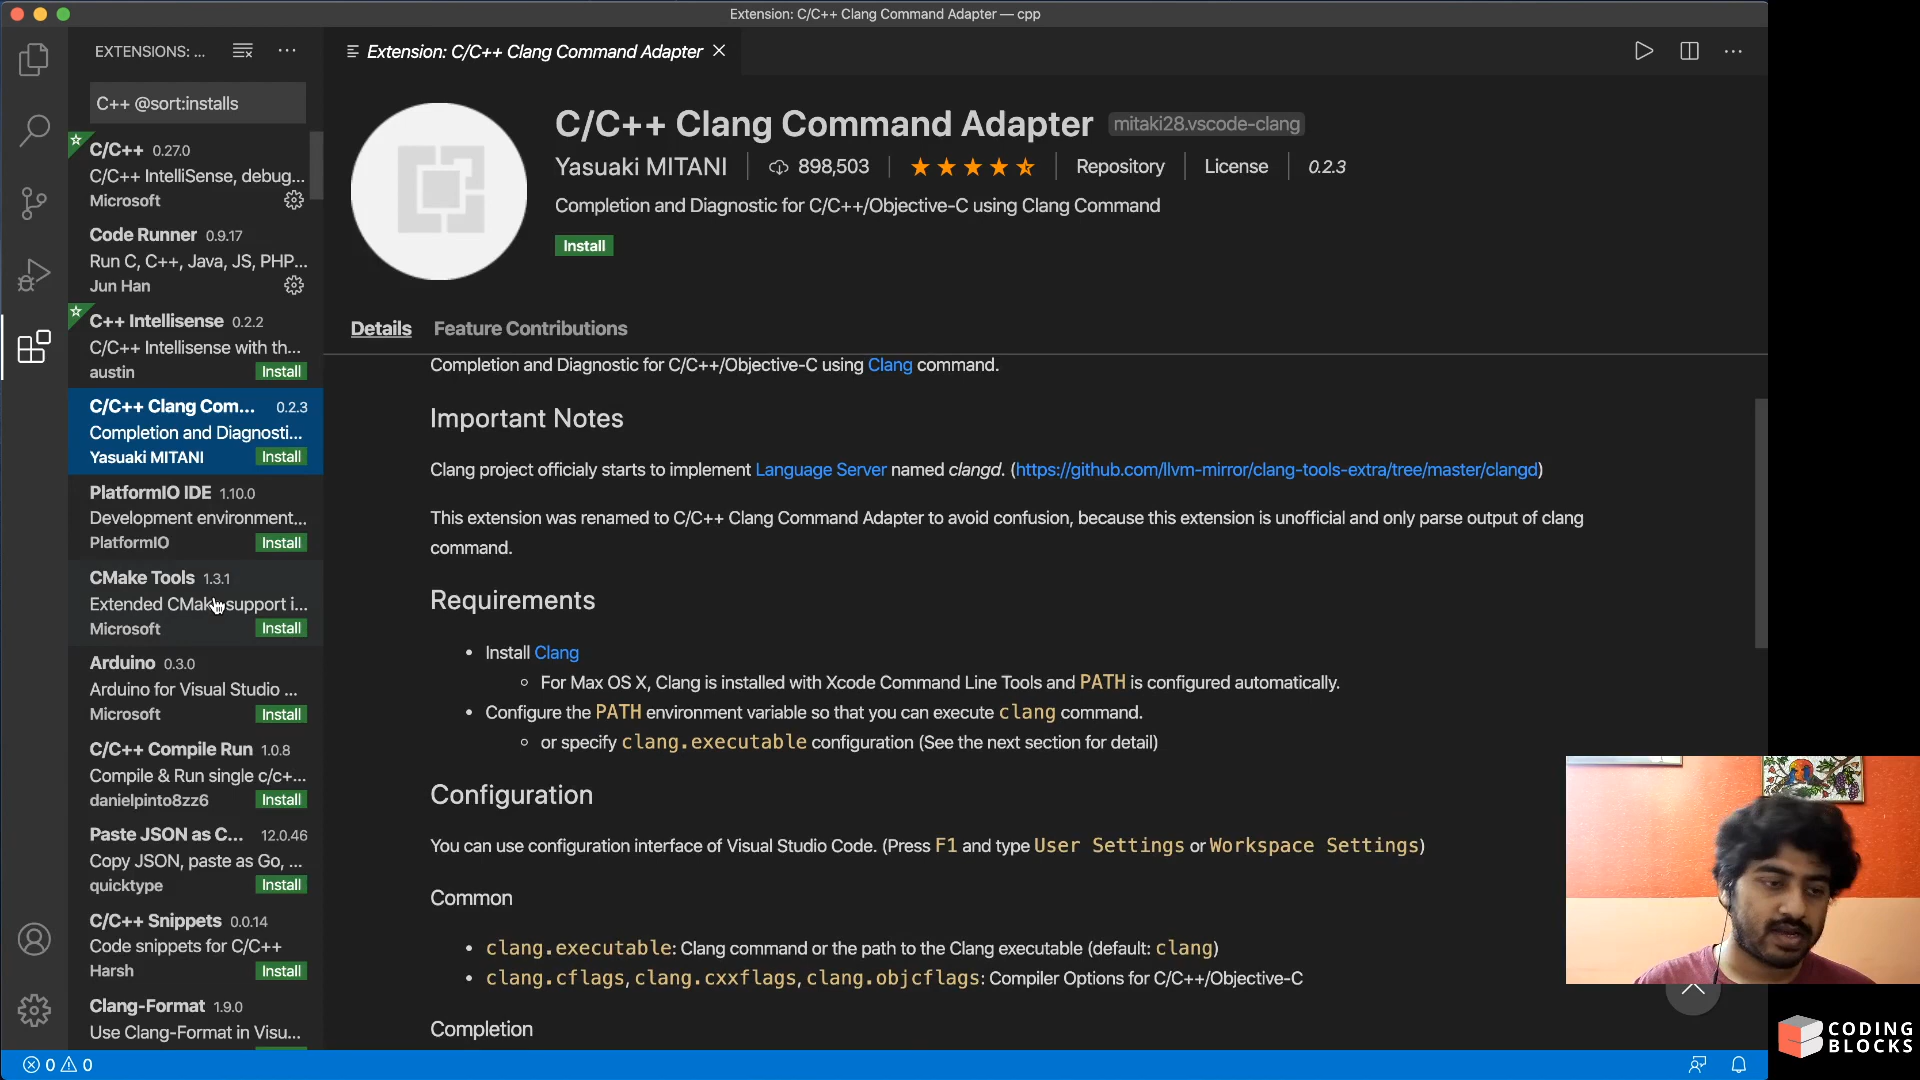 Extension: C/C++ Clang Command Adapter — cpp
EXTENSIONS: ...
Extension: C/C++ Clang Command Adapter
C++ @sort:installs
C/C++ 0.27.0
C/C++ IntelliSense, debug...
Microsoft
Code Runner 0.9.17
Run C, C++, Java, JS, PHP...
Jun Han
C++ Intellisense 0.2.2
C/C++ Intellisense with th...
austin Install
C/C++ Clang Com... 0.2.3
Completion and Diagnosti...
Yasuaki MITANI Install
PlatformIO IDE 1.10.0
Development environment...
PlatformIO Install
CMake Tools 1.3.1
Extended CMake support i...
Microsoft Install
Arduino 0.3.0
Arduino for Visual Studio ...
Microsoft Install
C/C++ Compile Run 1.0.8
Compile & Run single c/c+...
danielpinto8zz6 Install
Paste JSON as C... 12.0.46
Copy JSON, paste as Go, ...
quicktype Install
C/C++ Snippets 0.0.14
Code snippets for C/C++
Harsh Install
Clang-Format 1.9.0
Use Clang-Format in Visu...
C/C++ Clang Command Adapter mitaki28.vscode-clang
Yasuaki MITANI 898,503 Repository License 0.2.3
Completion and Diagnostic for C/C++/Objective-C using Clang Command
Install
Details Feature Contributions
Completion and Diagnostic for C/C++/Objective-C using Clang command.
Important Notes
Clang project officialy starts to implement Language Server named clangd. (https://github.com/llvm-mirror/clang-tools-extra/tree/master/clangd)
This extension was renamed to C/C++ Clang Command Adapter to avoid confusion, because this extension is unofficial and only parse output of clang
command.
Requirements
• Install Clang
For Max OS X, Clang is installed with Xcode Command Line Tools and PATH is configured automatically.
• Configure the PATH environment variable so that you can execute clang command.
or specify clang.executable configuration (See the next section for detail)
Configuration
You can use configuration interface of Visual Studio Code. (Press F1 and type User Settings or Workspace Settings)
Common
• clang.executable: Clang command or the path to the Clang executable (default: clang)
• clang.cflags, clang.cxxflags, clang.objcflags: Compiler Options for C/C++/Objective-C
Completion
0 0
CODING
BLOCKS